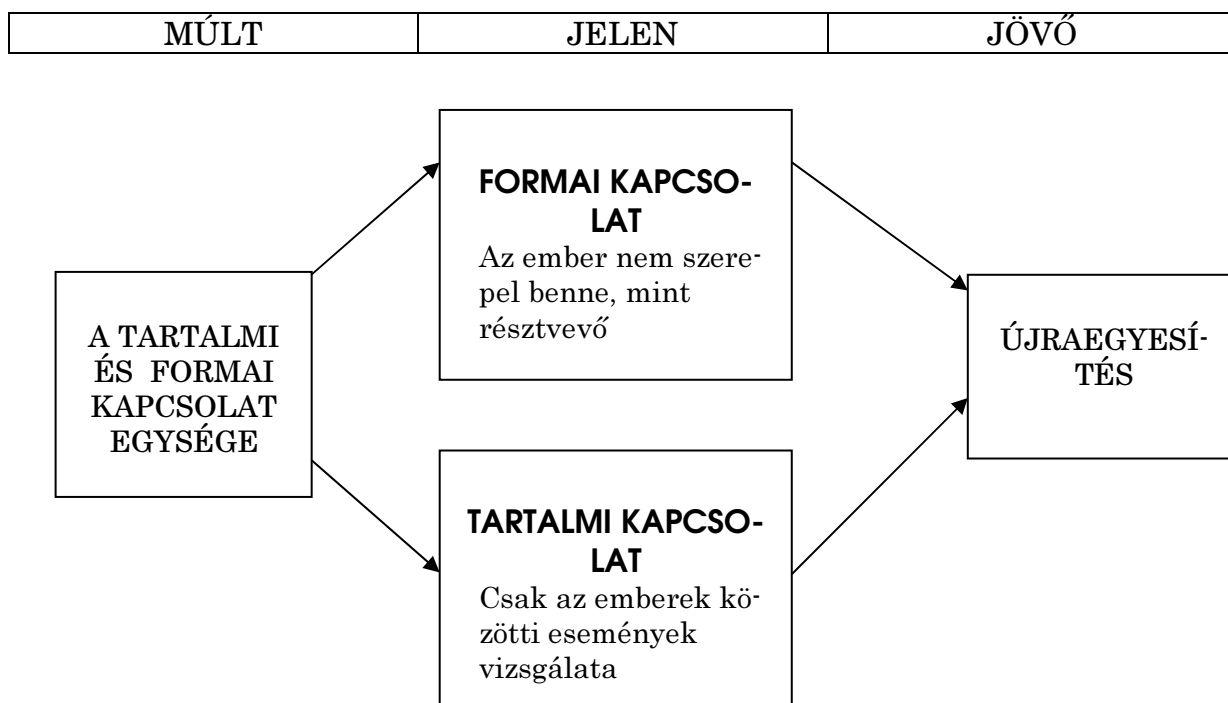 MÚLT JELEN JÖVŐ
FORMAI KAPCSO-
LAT
Az ember nem szere-
pel benne, mint
résztvevő
A TARTALMI
ÉS FORMAI
KAPCSOLAT
EGYSÉGE
ÚJRAEGYESÍ-
TÉS
TARTALMI KAPCSO-
LAT
Csak az emberek kö-
zötti események
vizsgálata